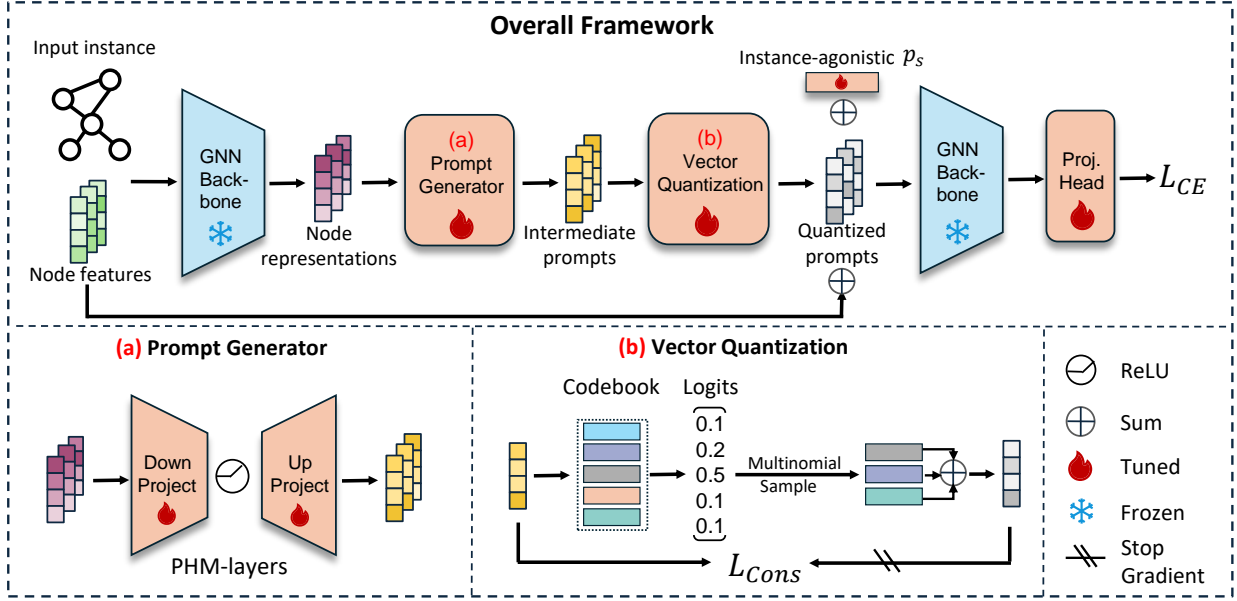 Overall Framework
Input instance
Instance-agonistic p_s
GNN
Back-
bone
(a)
Prompt
Generator
(b)
Vector
Quantization
GNN
Back-
bone
Proj.
Head
L_CE
Node features
Node
representations
Intermediate
prompts
Quantized
prompts
(a) Prompt Generator
Down
Project
Up
Project
PHM-layers
(b) Vector Quantization
Codebook
Logits
0.1
0.2
0.5
0.1
0.1
Multinomial
Sample
L_Cons
ReLU
Sum
Tuned
Frozen
Stop
Gradient